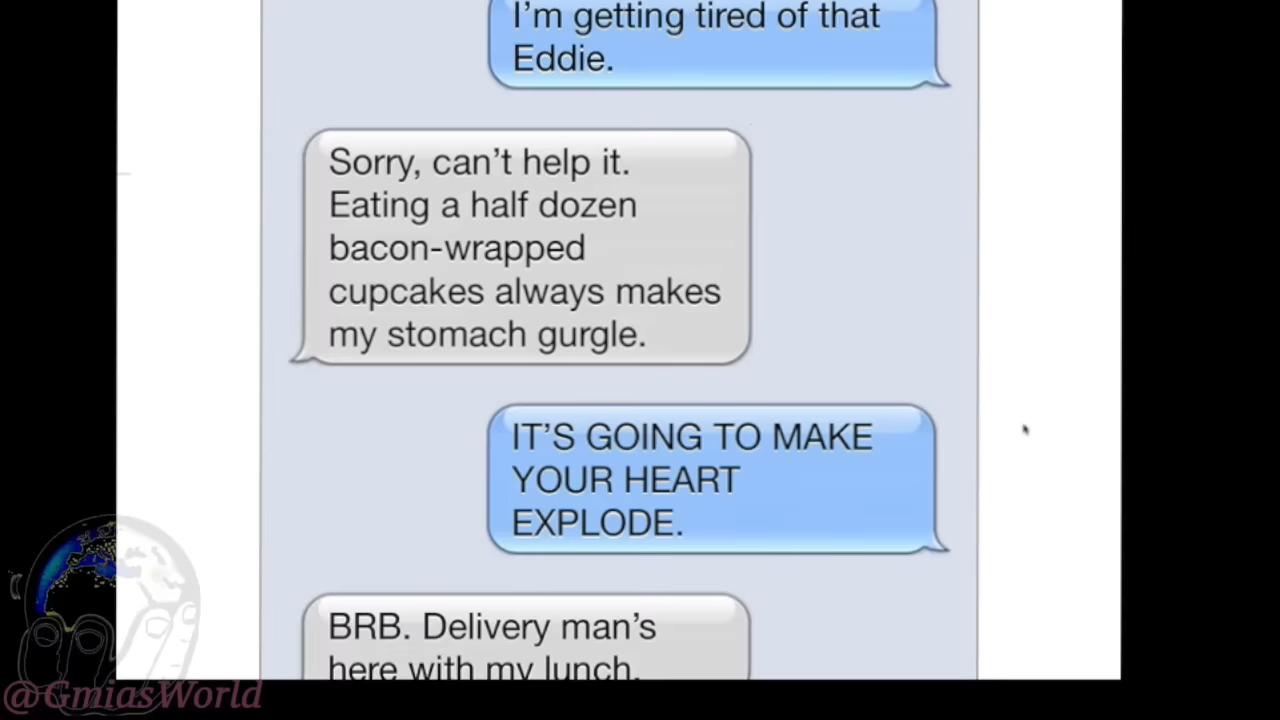 I'm getting tired of that
Eddie.
Sorry, can't help it.
Eating a half dozen
bacon-wrapped
cupcakes always makes
my stomach gurgle.
IT'S GOING TO MAKE
YOUR HEART
EXPLODE.
BRB. Delivery man's
here with my lunch.
@GmiasWorld